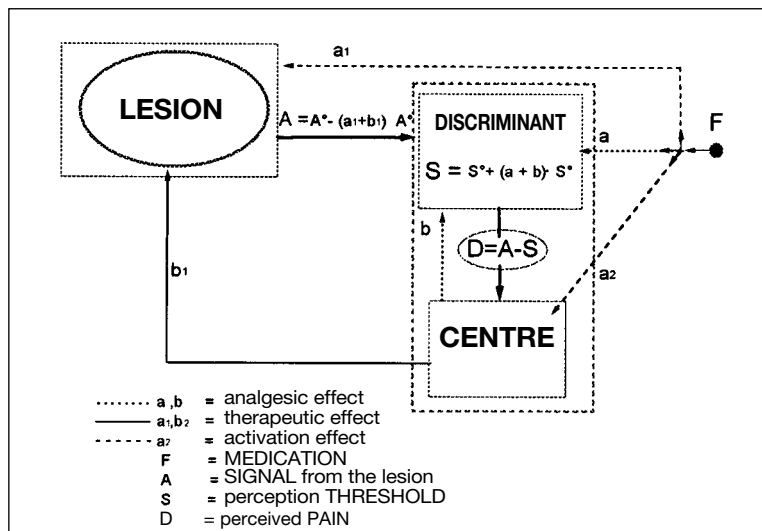 a1
LESION
A = A° - (a1+b1) A°
DISCRIMINANT
S = S° + (a + b)· S°
a
F
b
D=A-S
a2
b1
CENTRE
a ,b = analgesic effect
a1,b2 = therapeutic effect
a2 = activation effect
F = MEDICATION
A = SIGNAL from the lesion
S = perception THRESHOLD
D = perceived PAIN